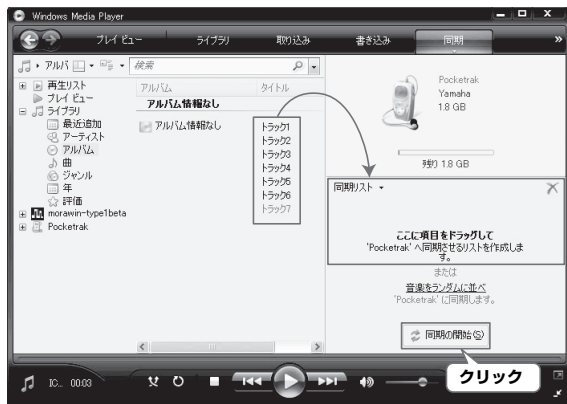 Windows Media Player
プレイ ビュー ライブラリ 取り込み 書き込み 同期
アルバ 検索
再生リスト
プレイ ビュー
ライブラリ
最近追加
アーティスト
アルバム
曲
ジャンル
年
評価
morawin-type1beta
Pocketrak
アルバム タイトル
アルバム情報なし
アルバム情報なし
トラック1
トラック2
トラック3
トラック4
トラック5
トラック6
トラック7
Pocketrak
Yamaha
1.8 GB
残り 1.8 GB
同期リスト
ここに項目をドラッグして
'Pocketrak' へ同期させるリストを作成しま
す。
または
音楽をランダムに並べ
'Pocketrak' に同期します。
同期の開始(S)
クリック
IC... 00:03